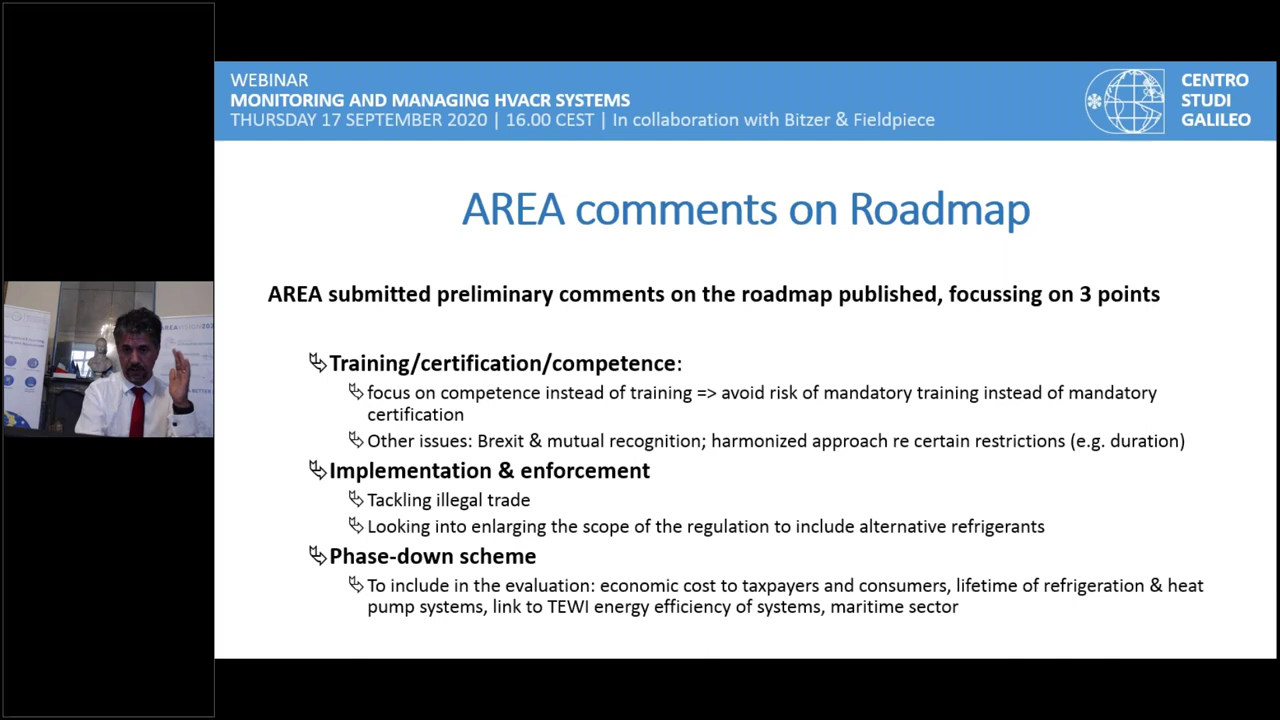 WEBINAR
MONITORING AND MANAGING HVACR SYSTEMS
THURSDAY 17 SEPTEMBER 2020 | 16.00 CEST | In collaboration with Bitzer & Fieldpiece
CENTRO
STUDI
GALILEO
AREA comments on Roadmap
AREA submitted preliminary comments on the roadmap published, focussing on 3 points
Training/certification/competence:
focus on competence instead of training => avoid risk of mandatory training instead of mandatory
certification
Other issues: Brexit & mutual recognition; harmonized approach re certain restrictions (e.g. duration)
Implementation & enforcement
Tackling illegal trade
Looking into enlarging the scope of the regulation to include alternative refrigerants
Phase-down scheme
To include in the evaluation: economic cost to taxpayers and consumers, lifetime of refrigeration & heat
pump systems, link to TEWI energy efficiency of systems, maritime sector